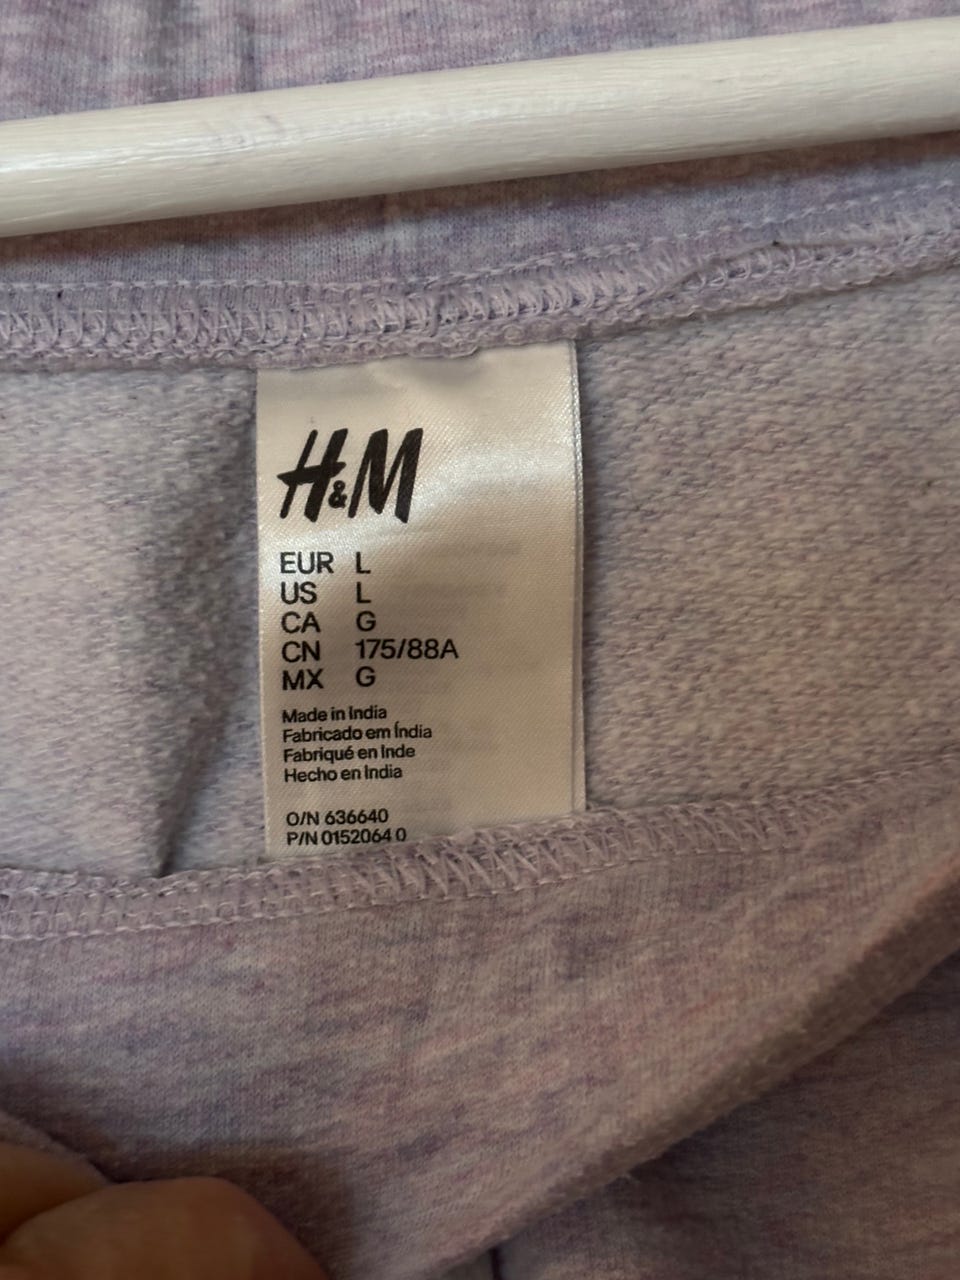 H&M
EUR L
US L
CA G
CN 175/88A
MX G
Made in India
Fabricado em Índia
Fabriqué en Inde
Hecho en India
O/N 636640
P/N 0152064 0